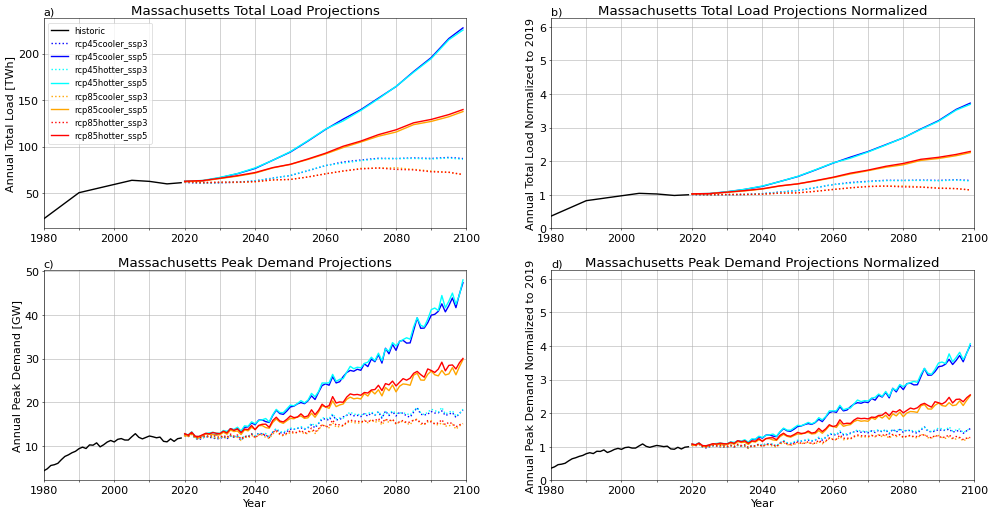 a)
Massachusetts Total Load Projections
Annual Total Load [TWh]
200
150
100
50
historic
rcp45cooler_ssp3
rcp45cooler_ssp5
rcp45hotter_ssp3
rcp45hotter_ssp5
rcp85cooler_ssp3
rcp85cooler_ssp5
rcp85hotter_ssp3
rcp85hotter_ssp5
1980 2000 2020 2040 2060 2080 2100
b)
Massachusetts Total Load Projections Normalized
Annual Total Load Normalized to 2019
6
5
4
3
2
1
0
1980 2000 2020 2040 2060 2080 2100
c)
Massachusetts Peak Demand Projections
Annual Peak Demand [GW]
50
40
30
20
10
1980 2000 2020 2040 2060 2080 2100
Year
d)
Massachusetts Peak Demand Projections Normalized
Annual Peak Demand Normalized to 2019
6
5
4
3
2
1
0
1980 2000 2020 2040 2060 2080 2100
Year